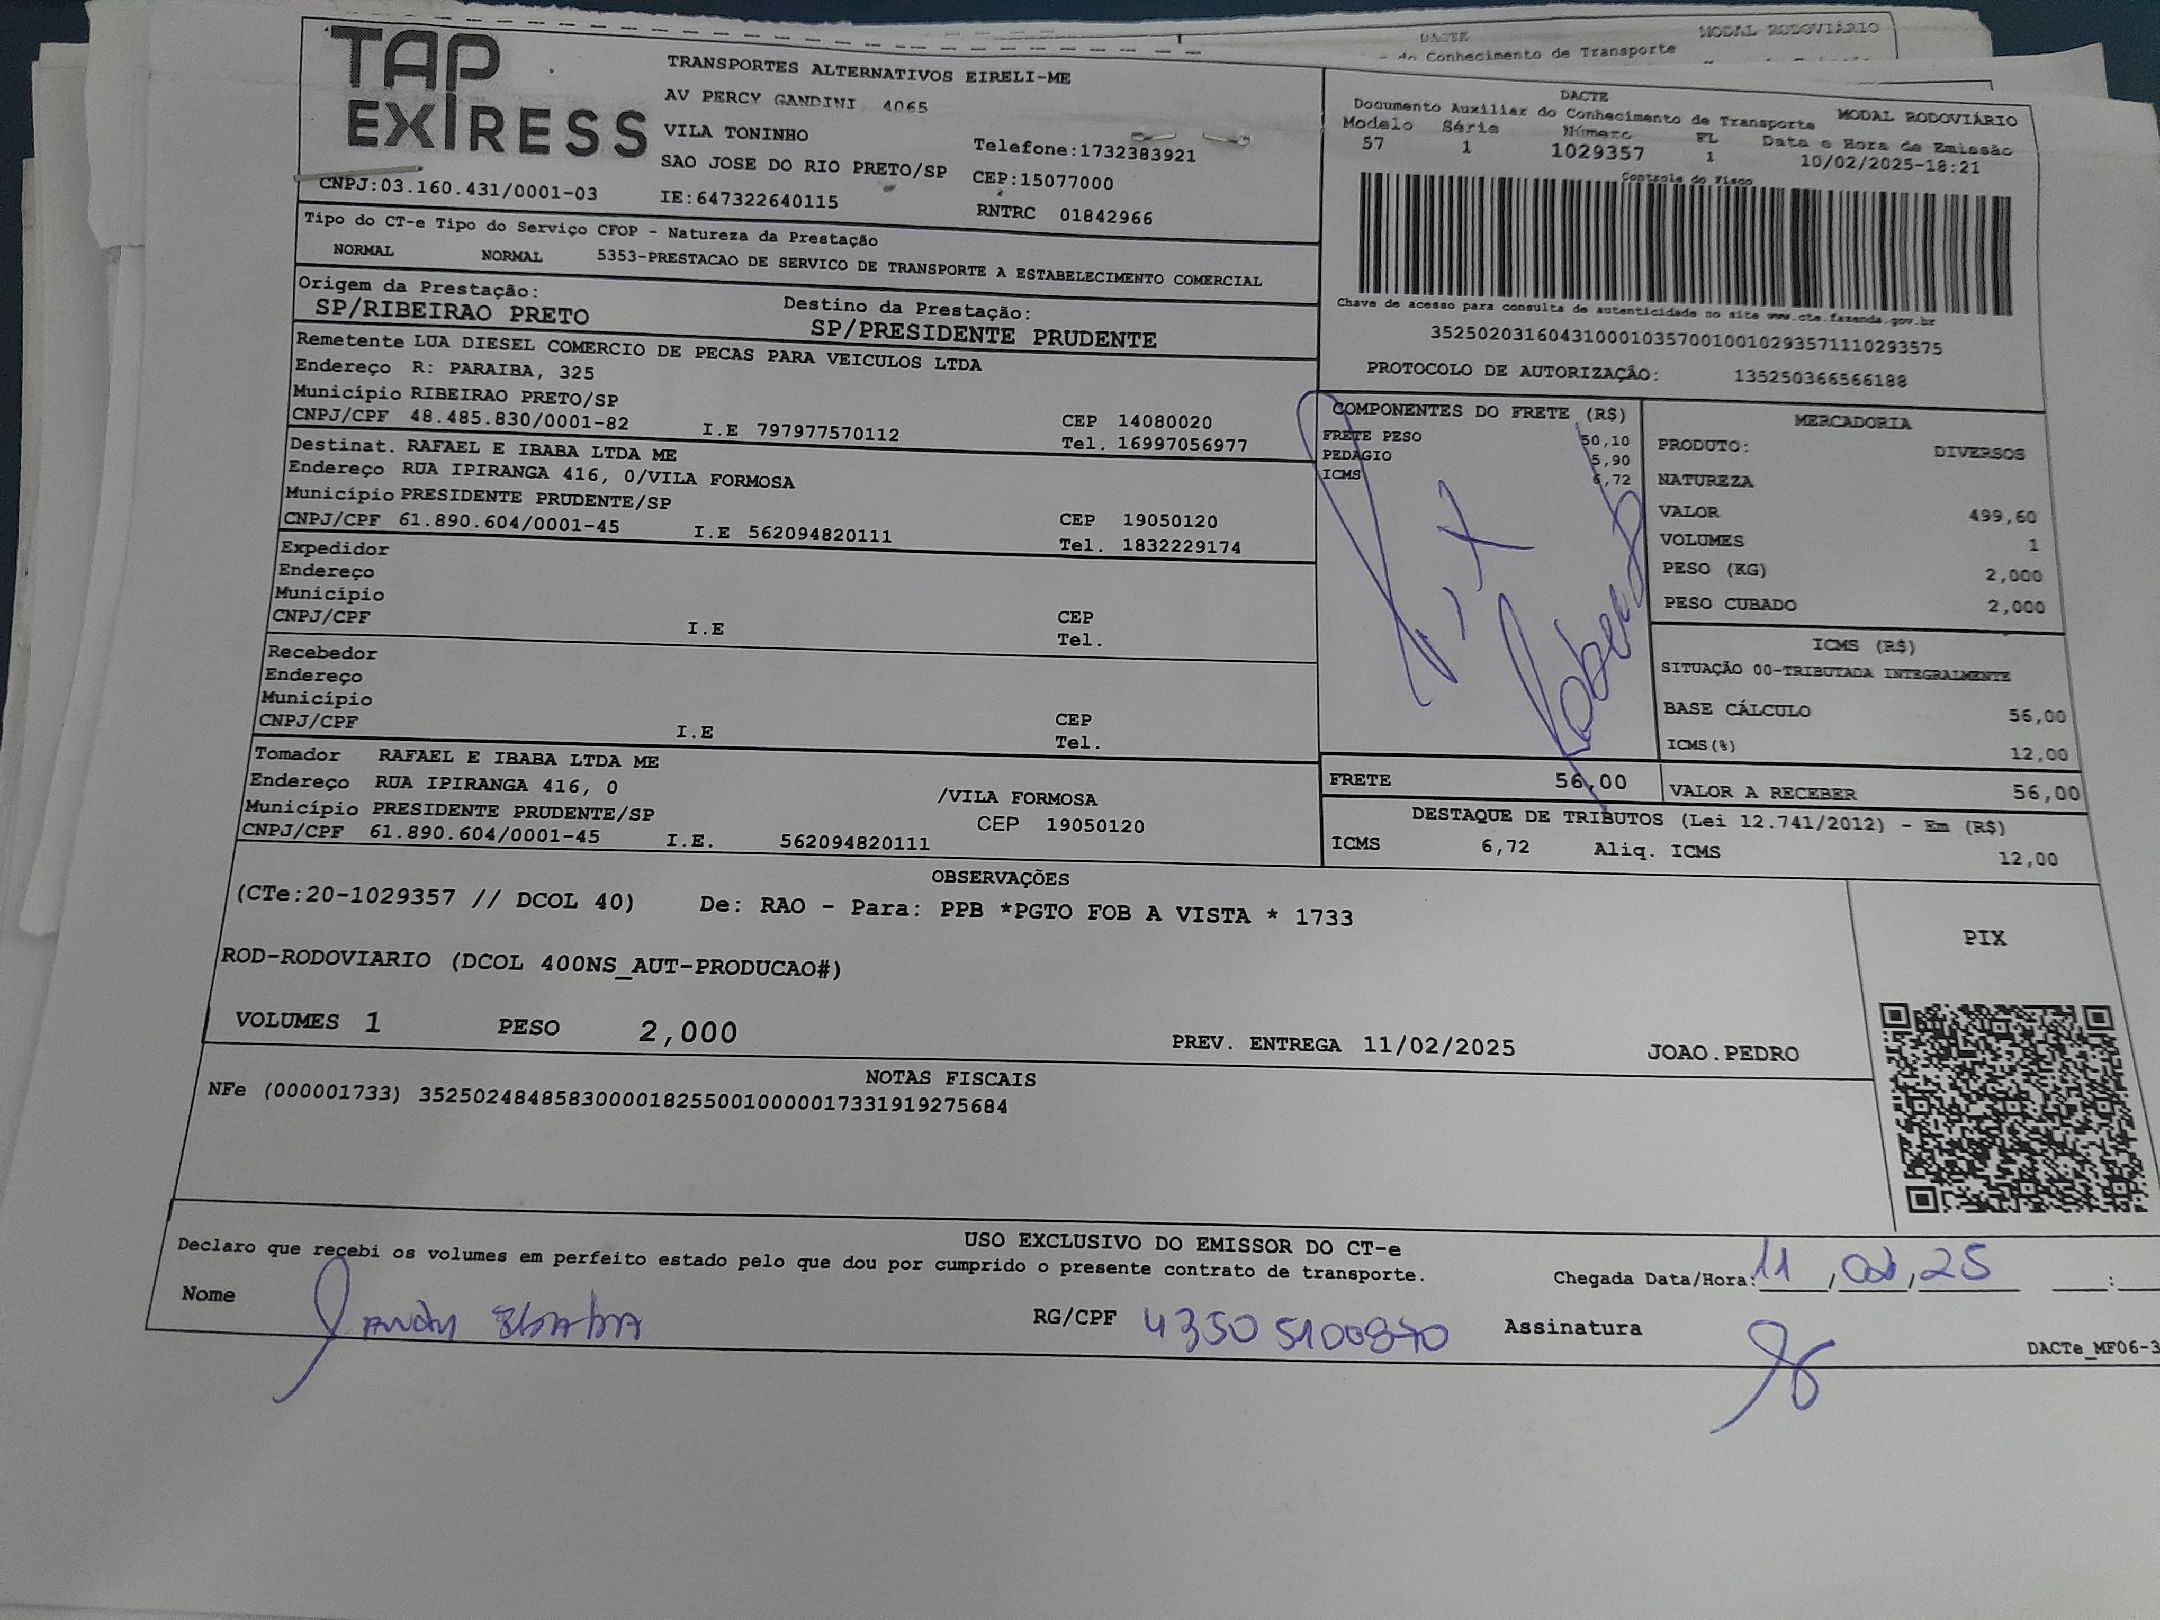 DACTE
MODAL RODOVIÁRIO
do Conhecimento de Transporte
TAP
EXIRESS
TRANSPORTES ALTERNATIVOS EIRELI-ME
AV PERCY GANDINI 4065
VILA TONINHO
Telefone:1732383921
SAO JOSE DO RIO PRETO/SP CEP:15077000
CNPJ:03.160.431/0001-03 IE:647322640115 RNTRC 01842966
DACTE
Documento Auxiliar do Conhecimento de Transporte MODAL RODOVIÁRIO
Modelo Série Número FL Data e Hora de Emissão
57 1 1029357 1 10/02/2025-18:21
Controle do Fisco
Chave de acesso para consulta de autenticidade no site www.cte.fazenda.gov.br
35250203160431000103570010010293571110293575
PROTOCOLO DE AUTORIZAÇÃO: 135250366566188
Tipo do CT-e Tipo do Serviço CFOP - Natureza da Prestação
NORMAL NORMAL 5353-PRESTACAO DE SERVICO DE TRANSPORTE A ESTABELECIMENTO COMERCIAL
Origem da Prestação: Destino da Prestação:
SP/RIBEIRAO PRETO SP/PRESIDENTE PRUDENTE
Remetente LUA DIESEL COMERCIO DE PECAS PARA VEICULOS LTDA
Endereço R: PARAIBA, 325
Município RIBEIRAO PRETO/SP CEP 14080020
CNPJ/CPF 48.485.830/0001-82 I.E 797977570112 Tel. 16997056977
Destinat. RAFAEL E IBABA LTDA ME
Endereço RUA IPIRANGA 416, 0/VILA FORMOSA
Município PRESIDENTE PRUDENTE/SP CEP 19050120
CNPJ/CPF 61.890.604/0001-45 I.E 562094820111 Tel. 1832229174
Expedidor
Endereço
Município CEP
CNPJ/CPF I.E Tel.
Recebedor
Endereço
Município CEP
CNPJ/CPF I.E Tel.
Tomador RAFAEL E IBABA LTDA ME
Endereço RUA IPIRANGA 416, 0 /VILA FORMOSA
Município PRESIDENTE PRUDENTE/SP CEP 19050120
CNPJ/CPF 61.890.604/0001-45 I.E. 562094820111
COMPONENTES DO FRETE (R$)
FRETE PESO 50,10
PEDAGIO 5,90
ICMS 6,72
Pix
MERCADORIA
PRODUTO: DIVERSOS
NATUREZA
VALOR 499,60
VOLUMES 1
PESO (KG) 2,000
PESO CUBADO 2,000
ICMS (R$)
SITUAÇÃO 00-TRIBUTADA INTEGRALMENTE
BASE CÁLCULO 56,00
ICMS(%) 12,00
FRETE 56,00 VALOR A RECEBER 56,00
DESTAQUE DE TRIBUTOS (Lei 12.741/2012) - Em (R$)
ICMS 6,72 Aliq. ICMS 12,00
OBSERVAÇÕES
(CTe:20-1029357 // DCOL 40) De: RAO - Para: PPB *PGTO FOB A VISTA * 1733
ROD-RODOVIARIO (DCOL 400NS_AUT-PRODUCAO#)
VOLUMES 1 PESO 2,000 PREV. ENTREGA 11/02/2025 JOAO.PEDRO
PIX
NOTAS FISCAIS
NFe (000001733) 35250248485830000182550010000017331919275684
USO EXCLUSIVO DO EMISSOR DO CT-e
Declaro que recebi os volumes em perfeito estado pelo que dou por cumprido o presente contrato de transporte.
Chegada Data/Hora: 11, 02, 25 :
Nome RG/CPF 43505100870 Assinatura
DACTe_MF06-3